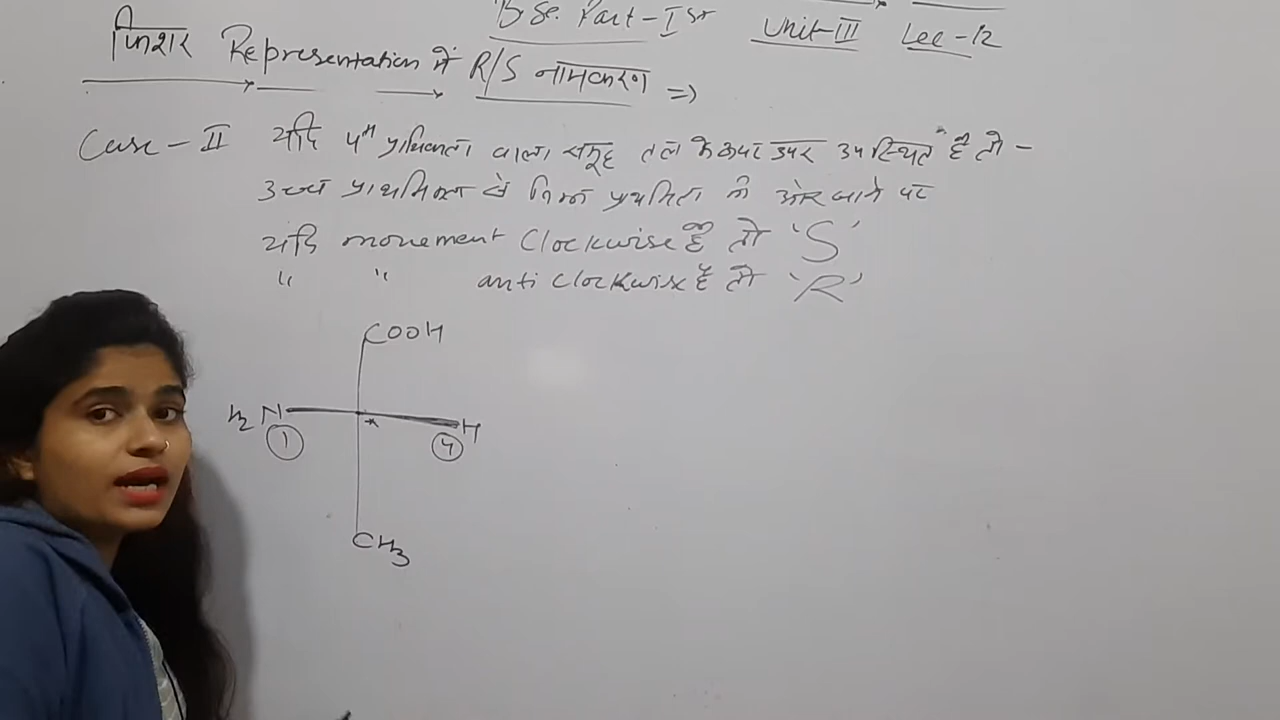 B.Sc. Part-Ist Unit-III Lec-12
फिशर Representation में R/S नामकरण ⇒
Case-II यदि 4th प्राथमिकता वाला समूह तल के ऊपर उपस्थित है तो -
उच्च प्राथमिकता से निम्न प्राथमिकता की ओर जाने पर
यदि movement Clockwise है तो 'S'
" " anti Clockwise है तो 'R'
COOH
H2N H
* 
1 4
CH3